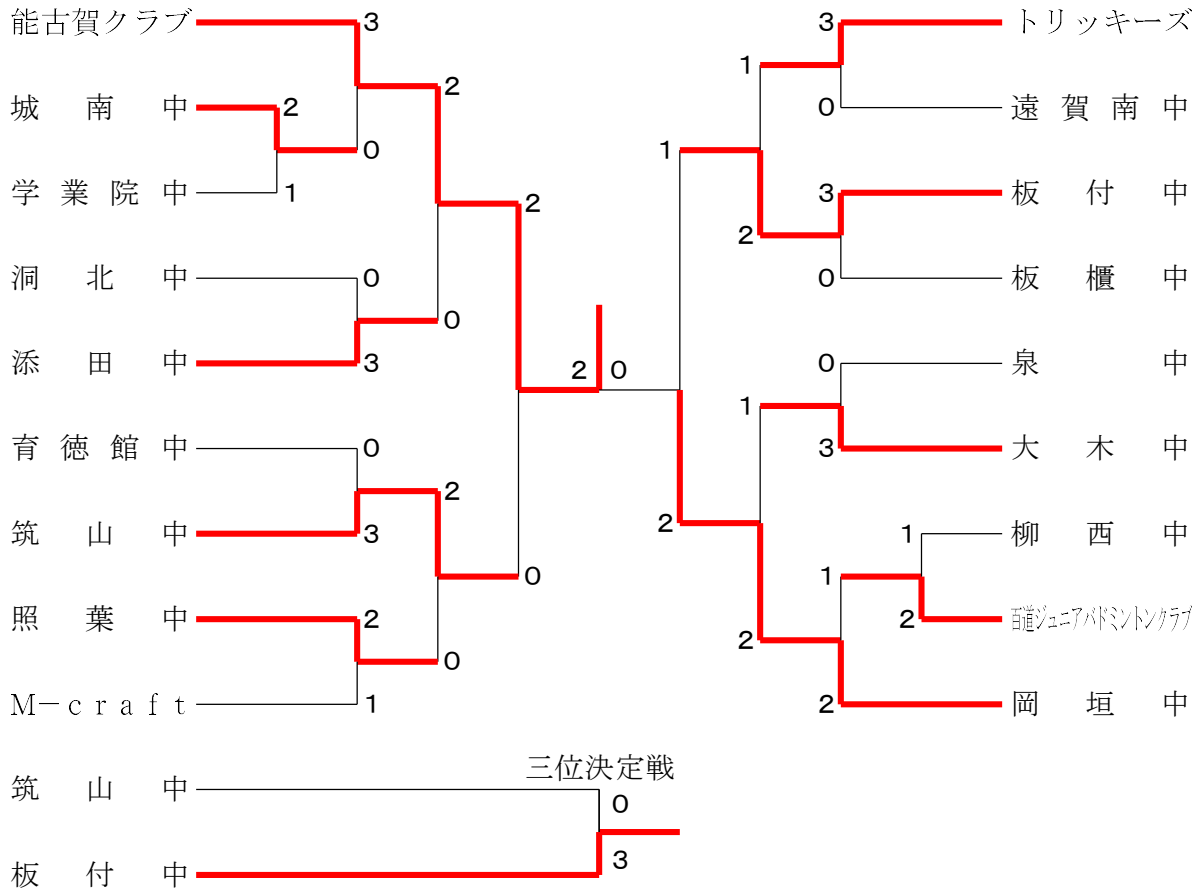 能古賀クラブ 3 3 トリッキーズ
1
2
城南中 2 0 遠賀南中
0 1
学業院中 1 3 板付中
2
2
洞北中 0 0 板櫃中
0
添田中 3 2 0 0 泉中
1
育徳館中 0 3 大木中
2
2
筑山中 3 1 柳西中
0 1
照葉中 2 2 百道ジュニアバドミントンクラブ
0 2
M-craft 1 2 岡垣中
三位決定戦
筑山中 0
板付中 3